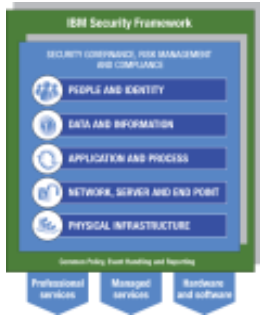 IBM Security Framework
SECURITY GOVERNANCE, RISK MANAGEMENT
AND COMPLIANCE
PEOPLE AND IDENTITY
DATA AND INFORMATION
APPLICATION AND PROCESS
NETWORK, SERVER AND END POINT
PHYSICAL INFRASTRUCTURE
Common Policy, Event Handling and Reporting
Professional
services
Managed
services
Hardware
and software